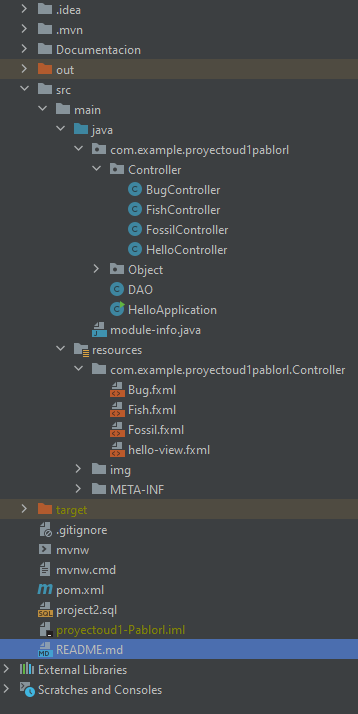 .idea
.mvn
Documentacion
out
src
main
java
com.example.proyectoud1pablorl
Controller
BugController
FishController
FossilController
HelloController
Object
DAO
HelloApplication
module-info.java
resources
com.example.proyectoud1pablorl.Controller
Bug.fxml
Fish.fxml
Fossil.fxml
hello-view.fxml
img
META-INF
target
.gitignore
mvnw
mvnw.cmd
pom.xml
project2.sql
proyectoud1-Pablorl.iml
README.md
External Libraries
Scratches and Consoles